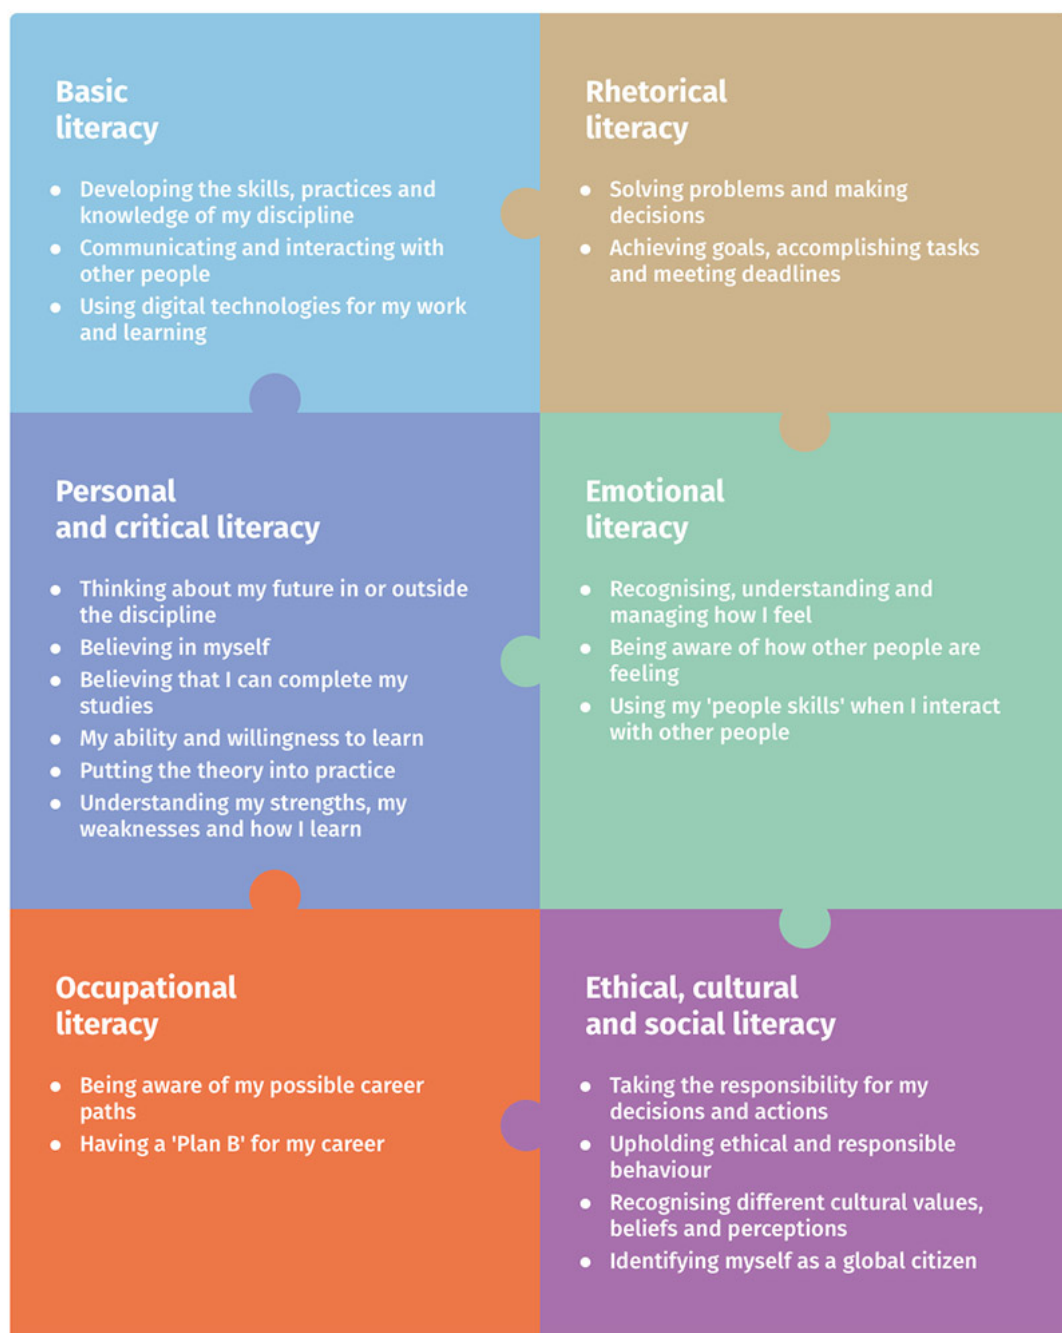 Basic
literacy
● Developing the skills, practices and
knowledge of my discipline
● Communicating and interacting with
other people
● Using digital technologies for my work
and learning
Rhetorical
literacy
● Solving problems and making
decisions
● Achieving goals, accomplishing tasks
and meeting deadlines
Personal
and critical literacy
● Thinking about my future in or outside
the discipline
● Believing in myself
● Believing that I can complete my
studies
● My ability and willingness to learn
● Putting the theory into practice
● Understanding my strengths, my
weaknesses and how I learn
Emotional
literacy
● Recognising, understanding and
managing how I feel
● Being aware of how other people are
feeling
● Using my 'people skills' when I interact
with other people
Occupational
literacy
● Being aware of my possible career
paths
● Having a 'Plan B' for my career
Ethical, cultural
and social literacy
● Taking the responsibility for my
decisions and actions
● Upholding ethical and responsible
behaviour
● Recognising different cultural values,
beliefs and perceptions
● Identifying myself as a global citizen